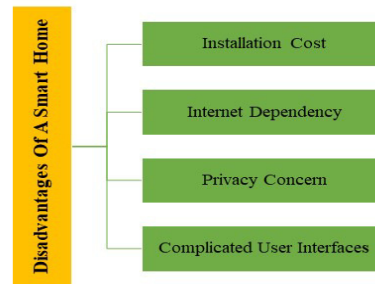 Disadvantages Of A Smart Home
Installation Cost
Internet Dependency
Privacy Concern
Complicated User Interfaces